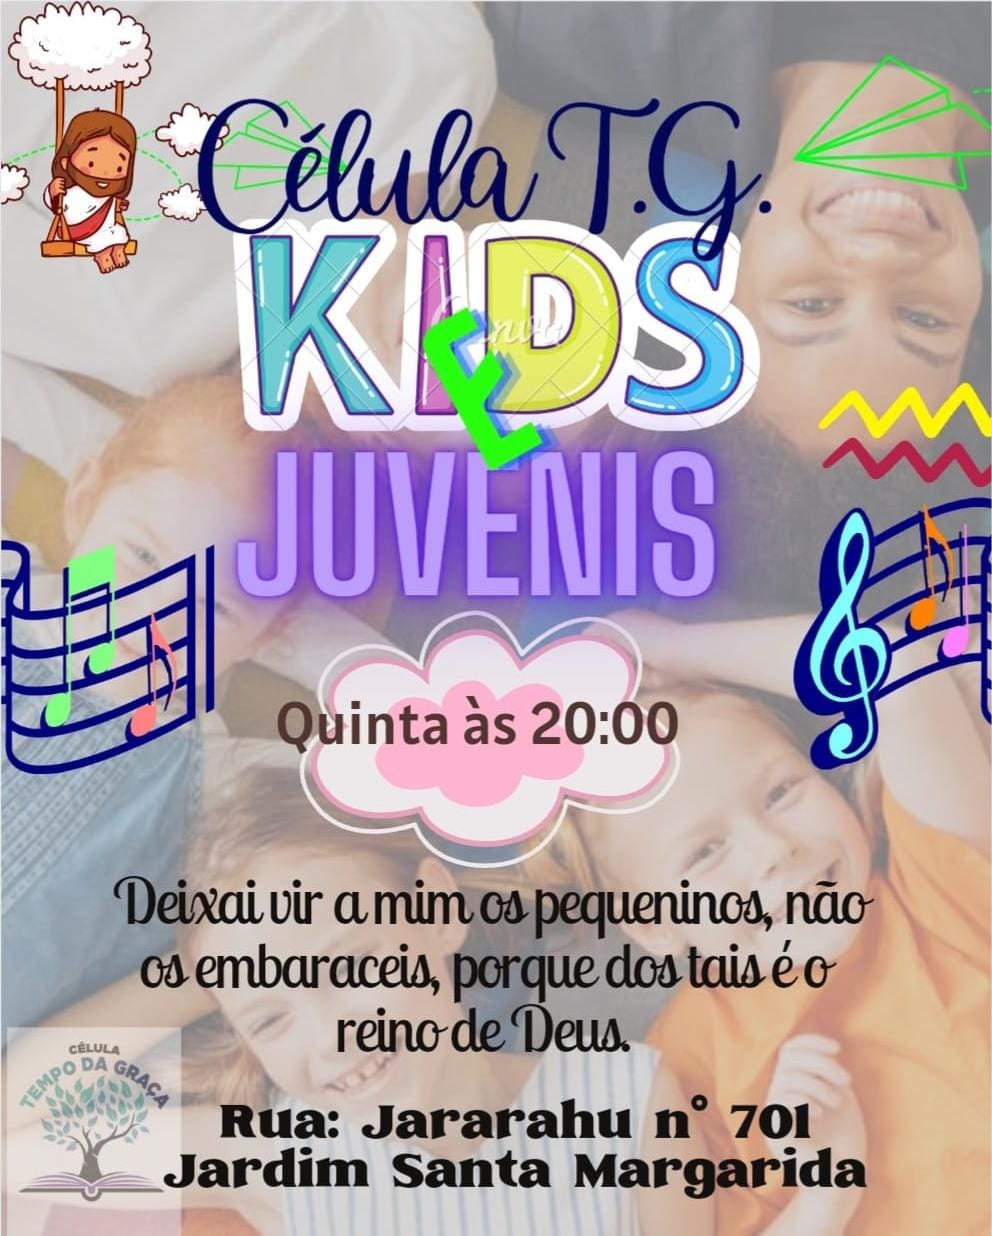 Célula T.G.
KIDS
E
JUVENIS
Quinta às 20:00
Deixai vir a mim os pequeninos, não
os embaraceis, porque dos tais é o
reino de Deus.
CÉLULA
TEMPO DA GRAÇA
Rua: Jararahu n° 701
Jardim Santa Margarida